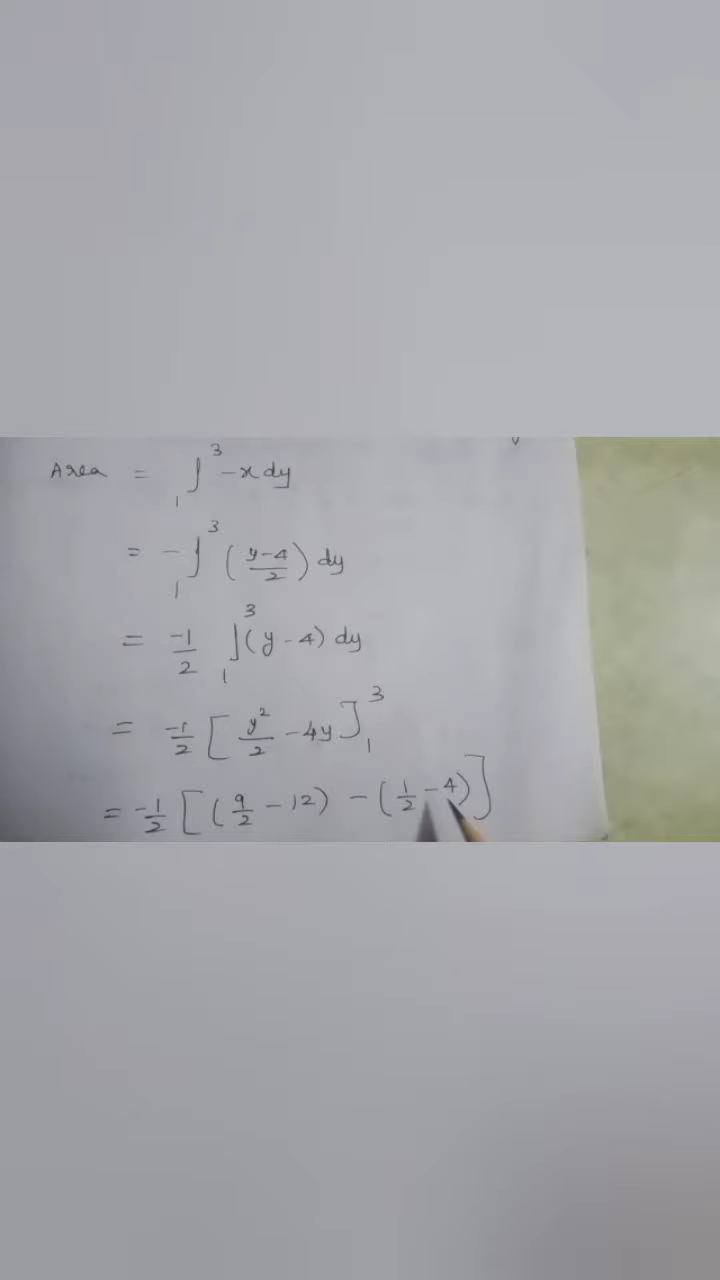 Area = ∫₁³ -x dy
= -∫₁³ (y-4/2) dy
= -1/2 ∫₁³ (y - 4) dy
= -1/2 [y²/2 - 4y]₁³
= -1/2 [(9/2 - 12) - (1/2 - 4)]